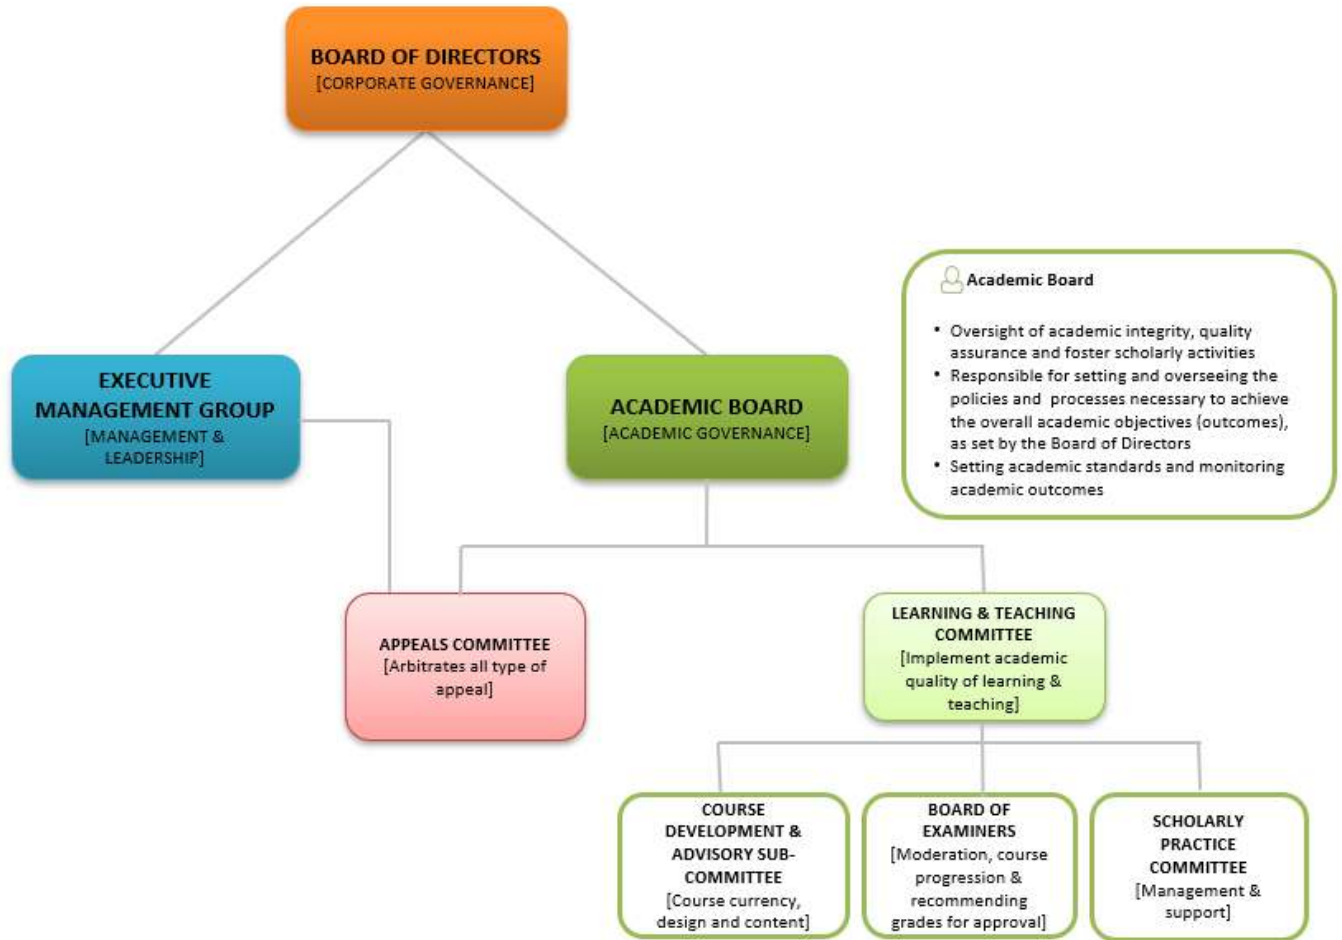 BOARD OF DIRECTORS
[CORPORATE GOVERNANCE]
EXECUTIVE
MANAGEMENT GROUP
[MANAGEMENT &
LEADERSHIP]
ACADEMIC BOARD
[ACADEMIC GOVERNANCE]
Academic Board
• Oversight of academic integrity, quality
assurance and foster scholarly activities
• Responsible for setting and overseeing the
policies and processes necessary to achieve
the overall academic objectives (outcomes),
as set by the Board of Directors
• Setting academic standards and monitoring
academic outcomes
APPEALS COMMITTEE
[Arbitrates all type of
appeal]
LEARNING & TEACHING
COMMITTEE
[Implement academic
quality of learning &
teaching]
COURSE
DEVELOPMENT &
ADVISORY SUB-
COMMITTEE
[Course currency,
design and content]
BOARD OF
EXAMINERS
[Moderation, course
progression &
recommending
grades for approval]
SCHOLARLY
PRACTICE
COMMITTEE
[Management &
support]